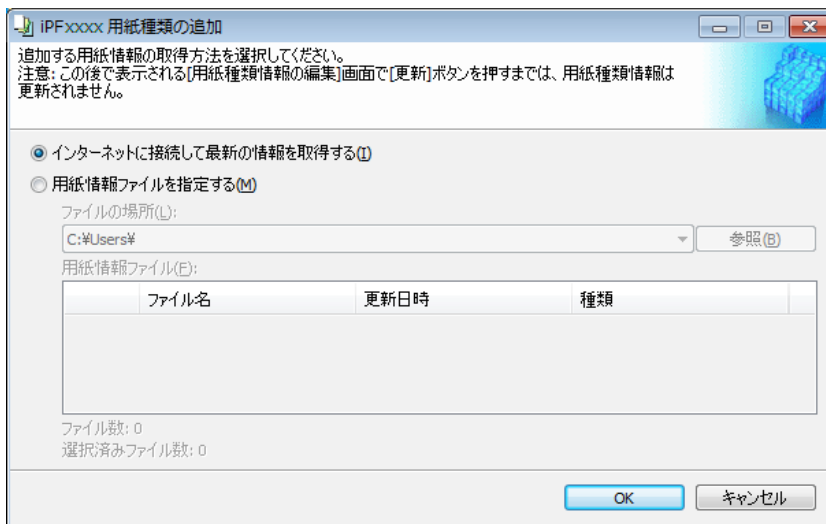 iPFxxxx 用紙種類の追加
追加する用紙情報の取得方法を選択してください。
注意: この後で表示される[用紙種類情報の編集]画面で[更新]ボタンを押すまでは、用紙種類情報は
更新されません。
インターネットに接続して最新の情報を取得する(I)
用紙情報ファイルを指定する(M)
ファイルの場所(L):
C:¥Users¥
参照(B)
用紙情報ファイル(F):
ファイル名 更新日時 種類
ファイル数: 0
選択済みファイル数: 0
OK キャンセル